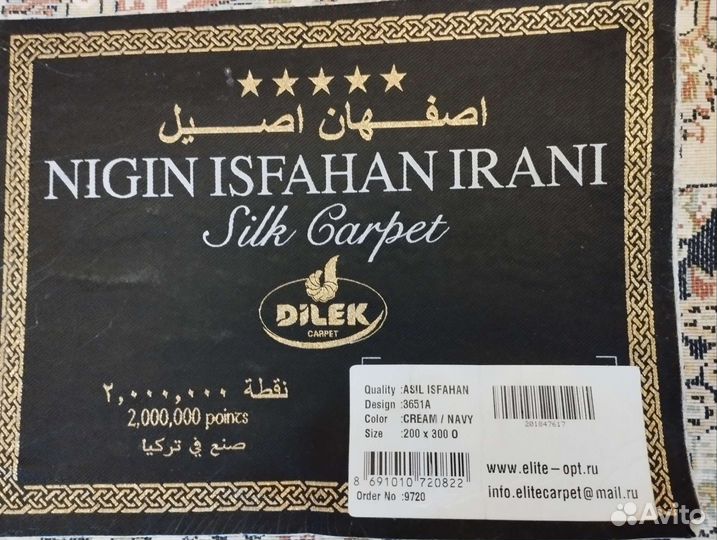 ★★★★★
اصفهان اصيل
NIGIN ISFAHAN IRANI
Silk Carpet
DiLEK
CARPET
٢,٠٠٠,٠٠٠ نقطة
2,000,000 points
صنع في تركيا
Quality :ASIL ISFAHAN
Design :3651A
Color :CREAM / NAVY
Size :200 x 300 O
8 691010 720822
Order No :9720
201847617
www.elite-opt.ru
info.elitecarpet@mail.ru
Avito